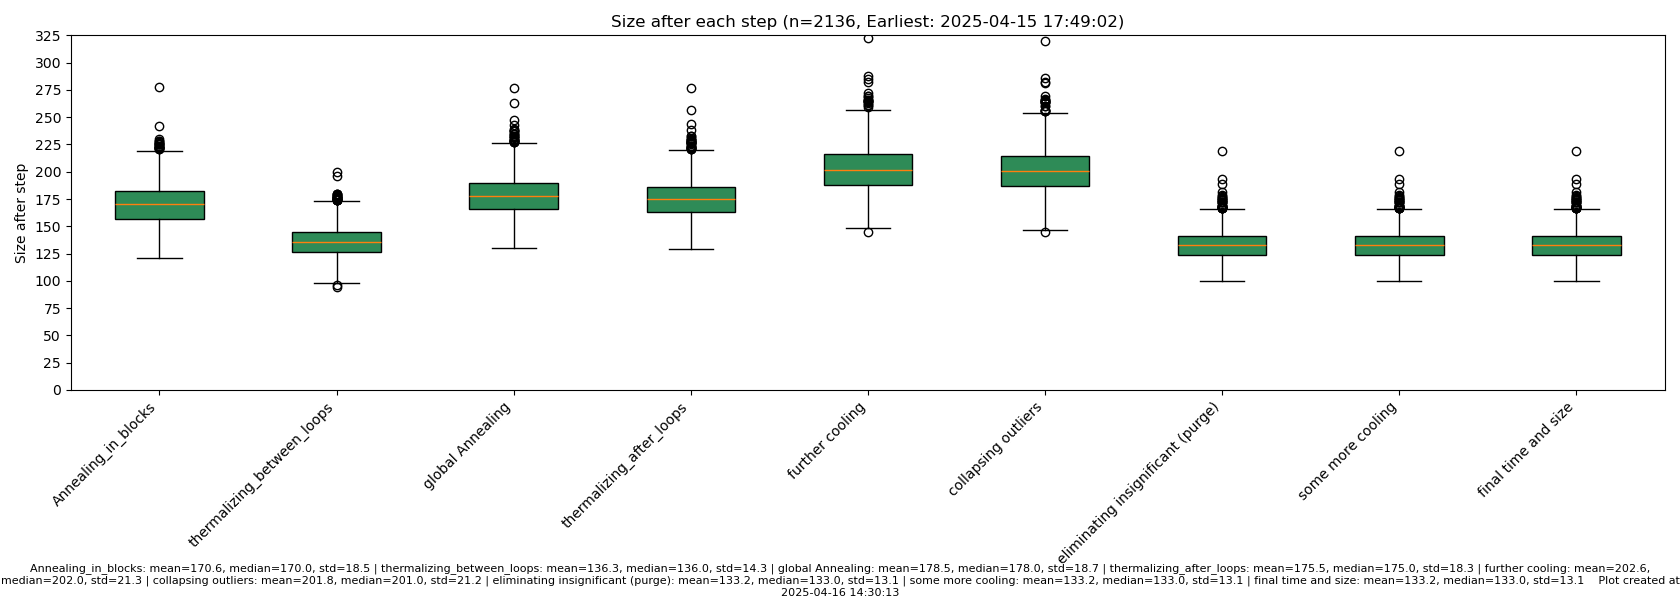 Size after each step (n=2136, Earliest: 2025-04-15 17:49:02)
325
300
275
250
225
200
175
150
125
100
75
50
25
0
Size after step
Annealing_in_blocks
thermalizing_between_loops
global Annealing
thermalizing_after_loops
further cooling
collapsing outliers
eliminating insignificant (purge)
some more cooling
final time and size
Annealing_in_blocks: mean=170.6, median=170.0, std=18.5 | thermalizing_between_loops: mean=136.3, median=136.0, std=14.3 | global Annealing: mean=178.5, median=178.0, std=18.7 | thermalizing_after_loops: mean=175.5, median=175.0, std=18.3 | further cooling: mean=202.6,
median=202.0, std=21.3 | collapsing outliers: mean=201.8, median=201.0, std=21.2 | eliminating insignificant (purge): mean=133.2, median=133.0, std=13.1 | some more cooling: mean=133.2, median=133.0, std=13.1 | final time and size: mean=133.2, median=133.0, std=13.1 Plot created at
2025-04-16 14:30:13